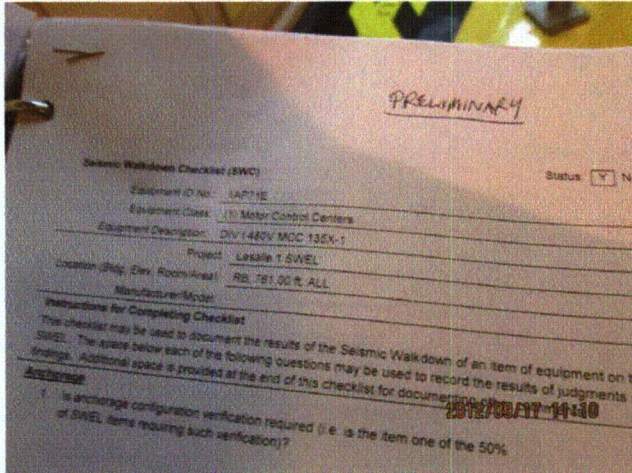 PRELIMINARY
Seismic Walkdown Checklist (SWC)
Status: Y N
Equipment ID No. 1AP71E
Equipment Class: (1) Motor Control Centers
Equipment Description: DIV I 480V MCC 135X-1
Project: Lasalle 1 SWEL
Location (Bldg, Elev, Room/Area): RB, 761.00 ft, ALL
Manufacturer/Model:
Instructions for Completing Checklist
This checklist may be used to document the results of the Seismic Walkdown of an item of equipment on
SWEL. The space below each of the following questions may be used to record the results of judgments
findings. Additional space is provided at the end of this checklist for documenting
Anchorage
1. Is anchorage configuration verification required (i.e. is the item one of the 50%
of SWEL items requiring such verification)?